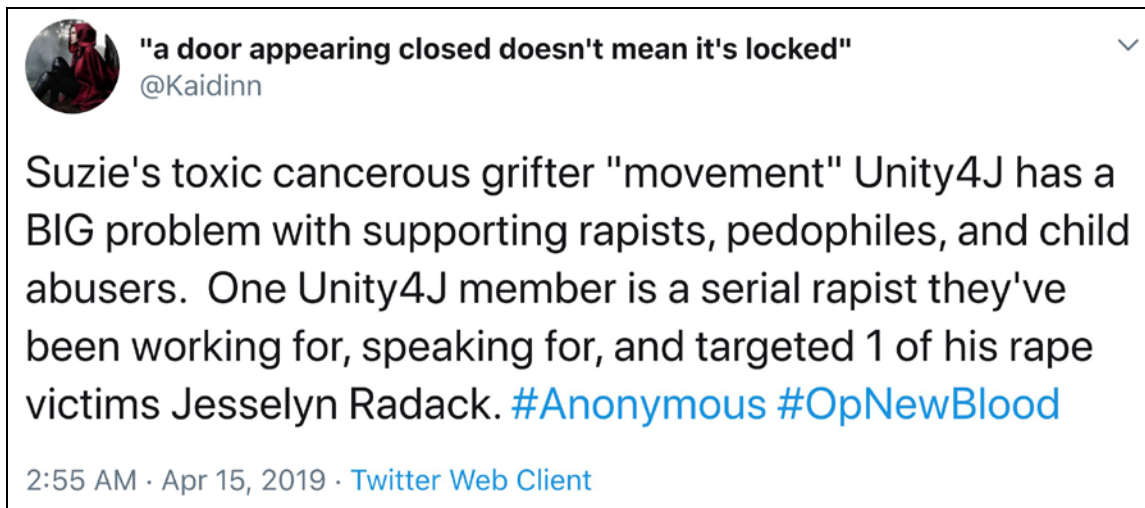 "a door appearing closed doesn't mean it's locked"
@Kaidinn
Suzie's toxic cancerous grifter "movement" Unity4J has a
BIG problem with supporting rapists, pedophiles, and child
abusers.  One Unity4J member is a serial rapist they've
been working for, speaking for, and targeted 1 of his rape
victims Jesselyn Radack. #Anonymous #OpNewBlood
2:55 AM · Apr 15, 2019 · Twitter Web Client